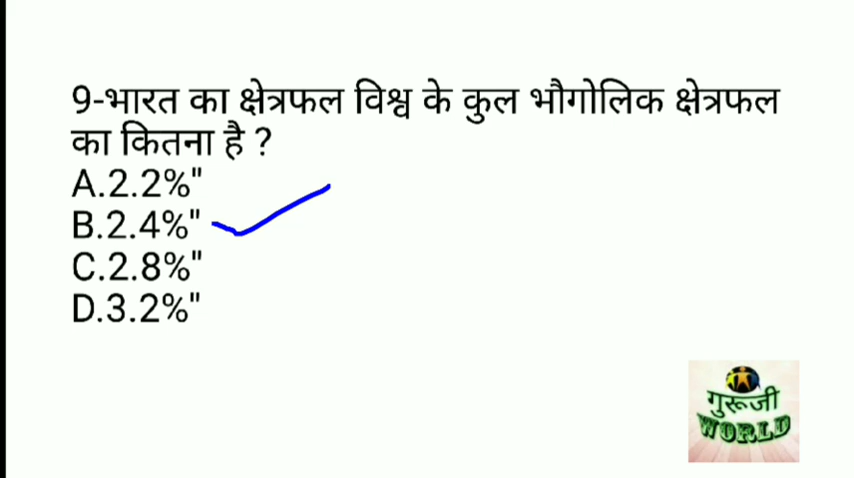 9-भारत का क्षेत्रफल विश्व के कुल भौगोलिक क्षेत्रफल
का कितना है ?
A.2.2%"
B.2.4%"
C.2.8%"
D.3.2%"
गुरूजी
WORLD